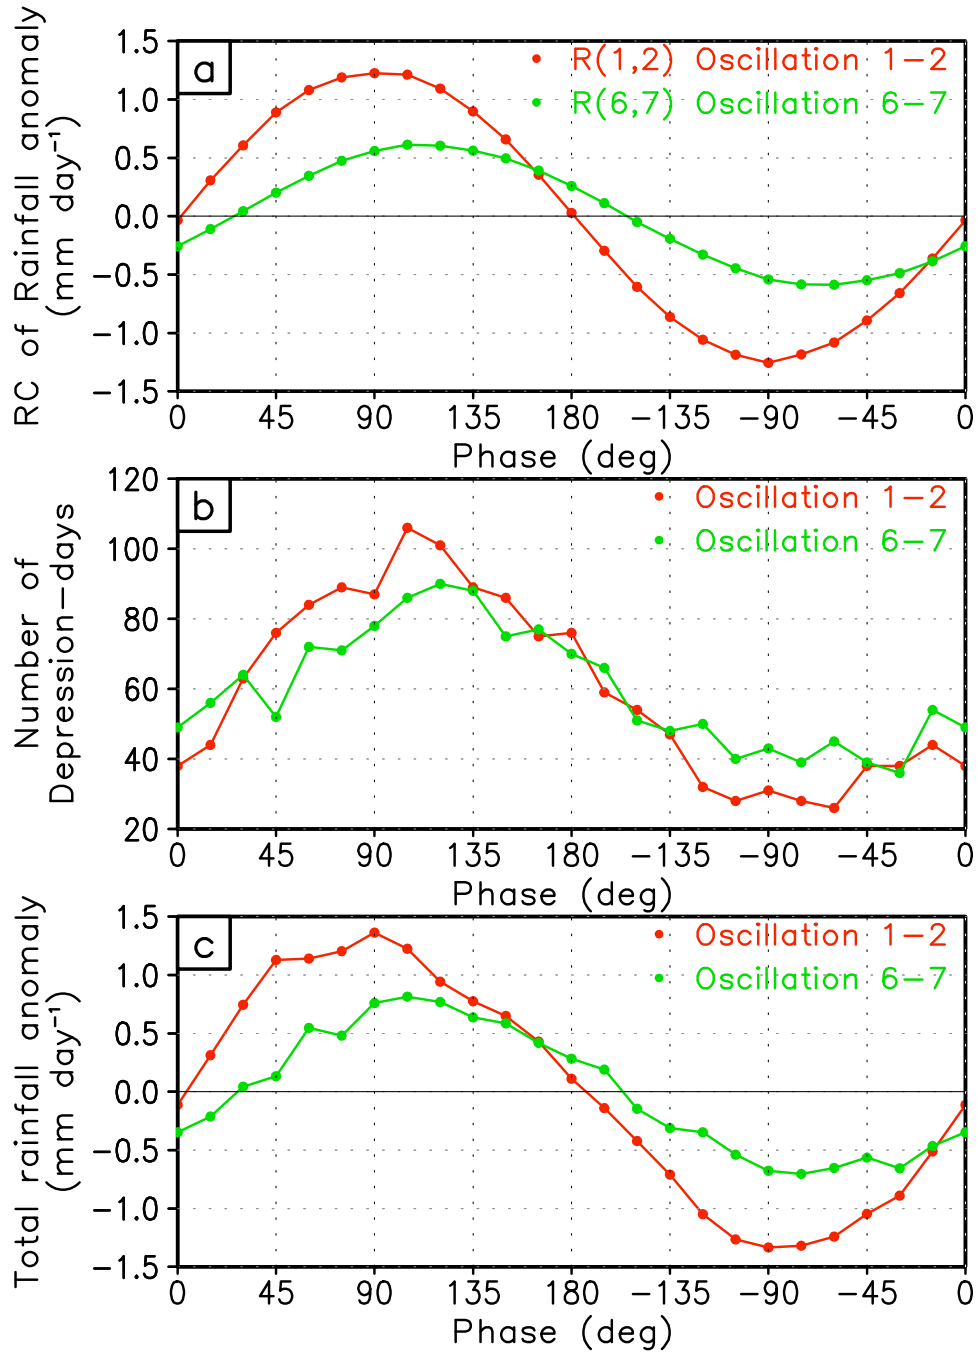 RC of Rainfall anomaly
(mm day⁻¹)
1.5
1.0
0.5
0.0
−0.5
−1.0
−1.5
a
R(1,2) Oscillation 1−2
R(6,7) Oscillation 6−7
0 45 90 135 180 −135 −90 −45 0
Phase (deg)
Number of
Depression−days
120
100
80
60
40
20
b
Oscillation 1−2
Oscillation 6−7
0 45 90 135 180 −135 −90 −45 0
Phase (deg)
Total rainfall anomaly
(mm day⁻¹)
1.5
1.0
0.5
0.0
−0.5
−1.0
−1.5
c
Oscillation 1−2
Oscillation 6−7
0 45 90 135 180 −135 −90 −45 0
Phase (deg)